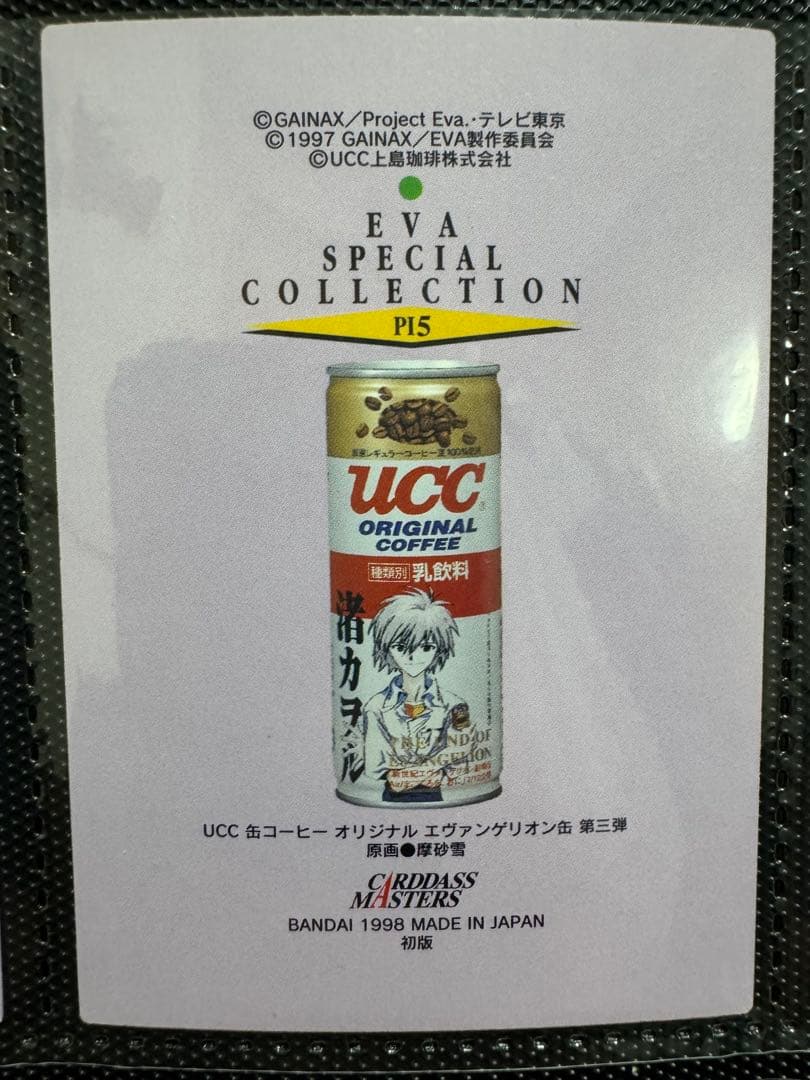 ©GAINAX／Project Eva.・テレビ東京
©1997 GAINAX／EVA製作委員会
©UCC上島珈琲株式会社
EVA
SPECIAL
COLLECTION
PI5
UCC
ORIGINAL
COFFEE
種類別 乳飲料
渚カヲル
THE END OF
EVANGELION
UCC 缶コーヒー オリジナル エヴァンゲリオン缶 第三弾
原画●摩砂雪
CARDDASS
MASTERS
BANDAI 1998 MADE IN JAPAN
初版